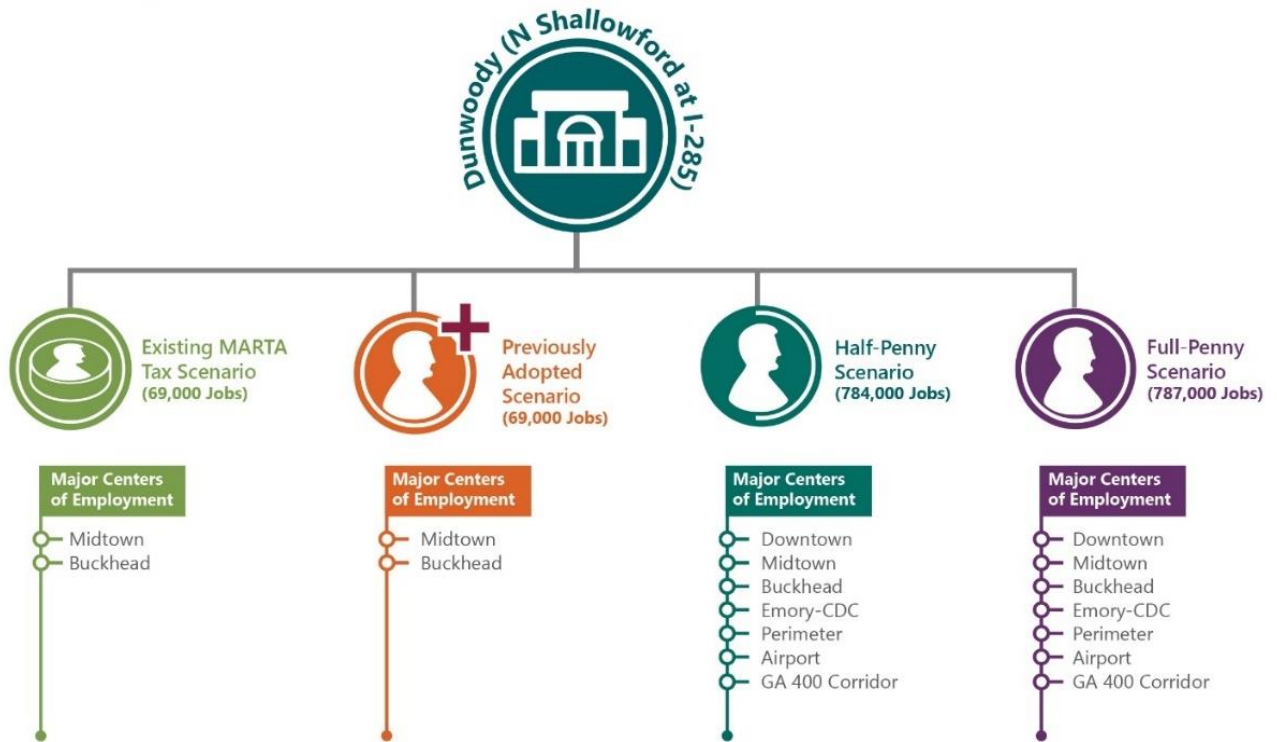 Dunwoody (N Shallowford at I-285)
Existing MARTA
Tax Scenario
(69,000 Jobs)
Major Centers
of Employment
Midtown
Buckhead
Previously
Adopted
Scenario
(69,000 Jobs)
Major Centers
of Employment
Midtown
Buckhead
Half-Penny
Scenario
(784,000 Jobs)
Major Centers
of Employment
Downtown
Midtown
Buckhead
Emory-CDC
Perimeter
Airport
GA 400 Corridor
Full-Penny
Scenario
(787,000 Jobs)
Major Centers
of Employment
Downtown
Midtown
Buckhead
Emory-CDC
Perimeter
Airport
GA 400 Corridor